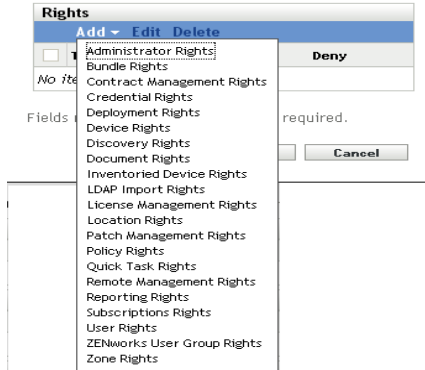 Rights
Add Edit Delete
Administrator Rights
Deny
Bundle Rights
No ite
Contract Management Rights
Credential Rights
Deployment Rights
Fields
required.
Device Rights
Discovery Rights
Document Rights
Cancel
Inventoried Device Rights
LDAP Import Rights
License Management Rights
Location Rights
Patch Management Rights
Policy Rights
Quick Task Rights
Remote Management Rights
Reporting Rights
Subscriptions Rights
User Rights
ZENworks User Group Rights
Zone Rights